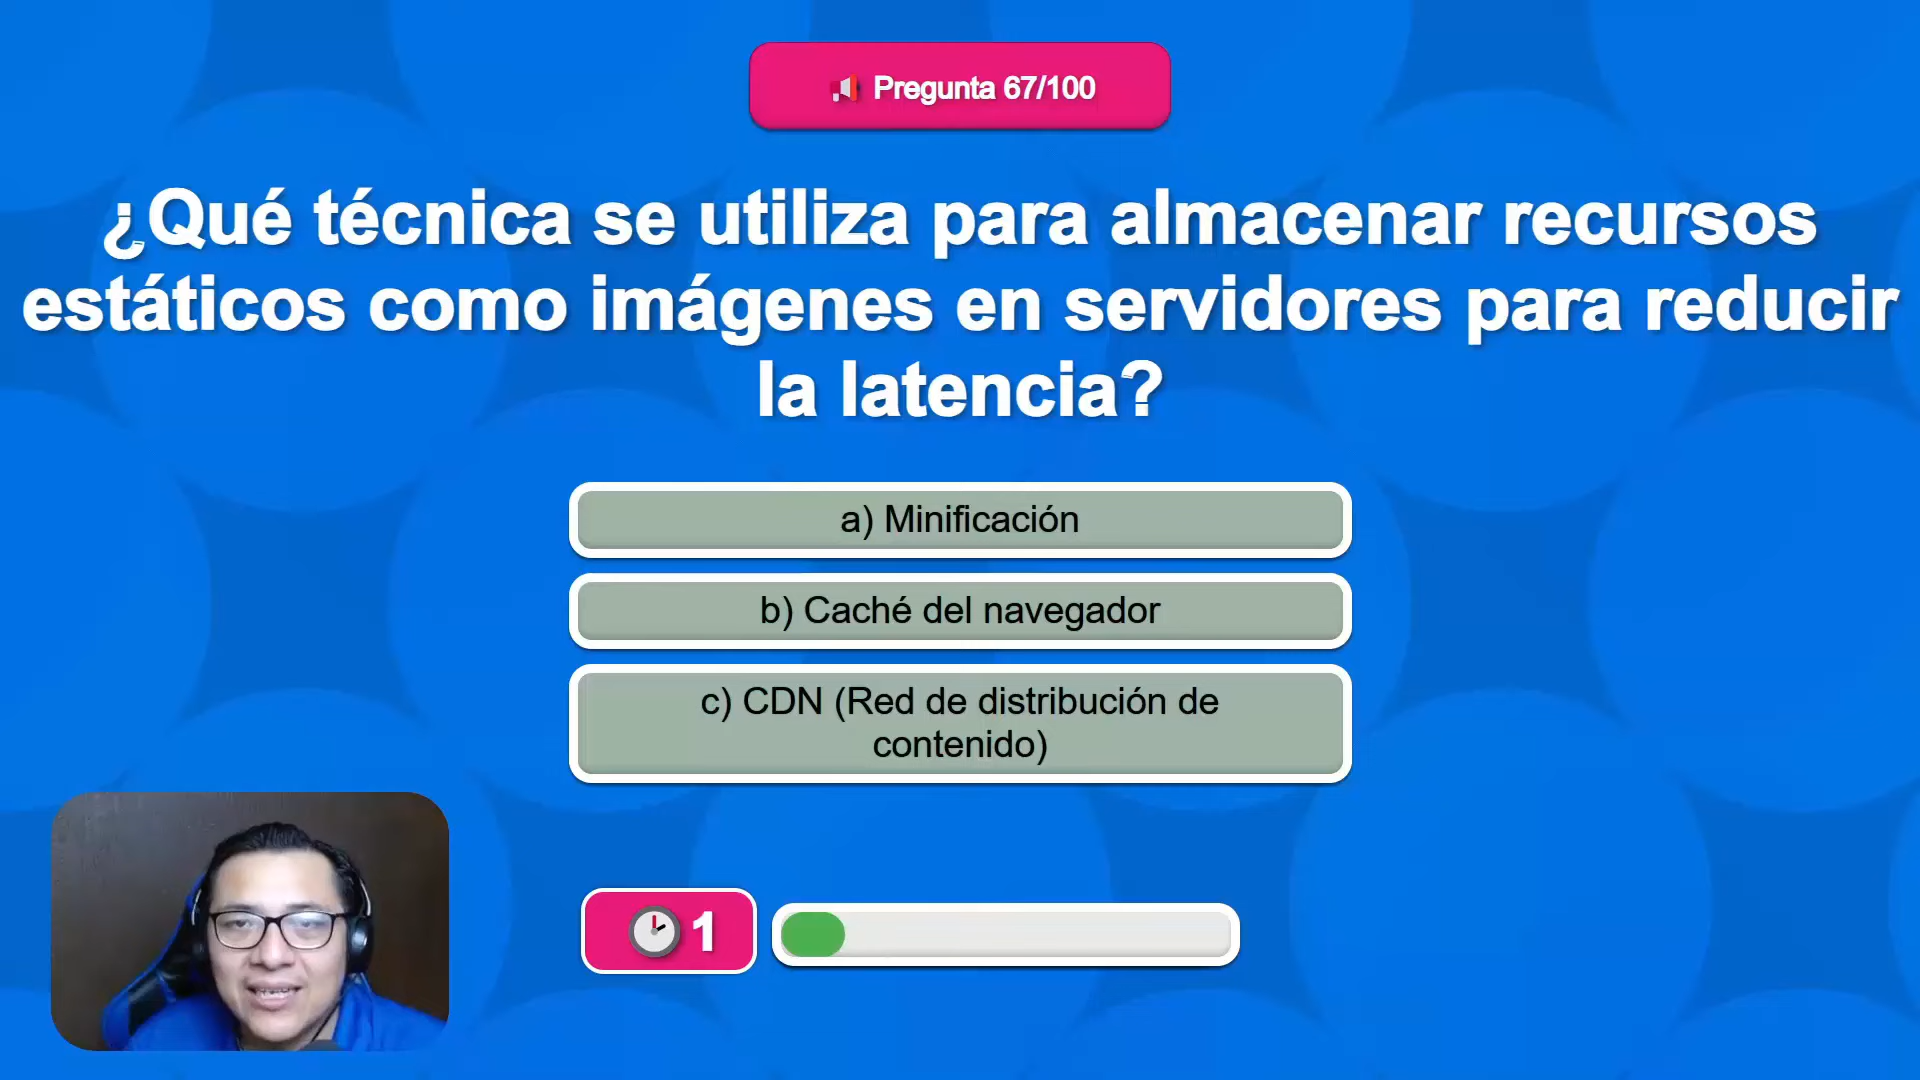 Pregunta 67/100
¿Qué técnica se utiliza para almacenar recursos
estáticos como imágenes en servidores para reducir
la latencia?
a) Minificación
b) Caché del navegador
c) CDN (Red de distribución de
contenido)
1